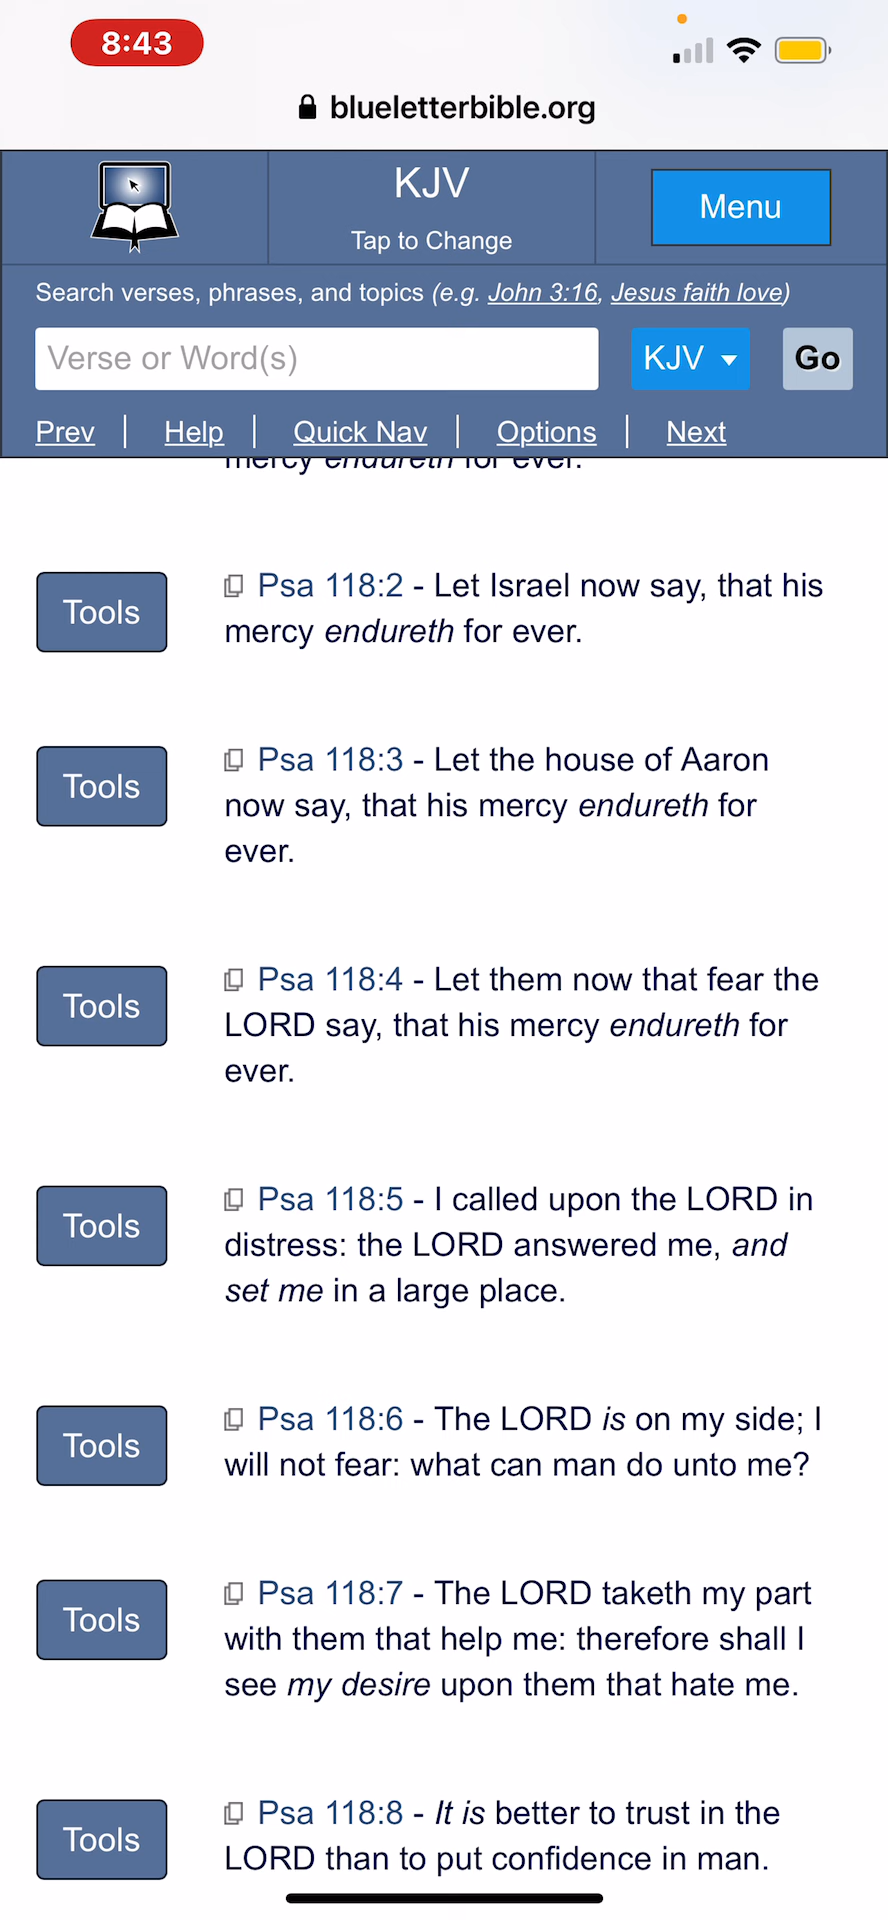 8:43
blueletterbible.org
KJV
Tap to Change
Menu
Search verses, phrases, and topics (e.g. John 3:16, Jesus faith love)
Verse or Word(s)
KJV
Go
Prev | Help | Quick Nav | Options | Next
mercy endureth for ever.
Tools
Psa 118:2 - Let Israel now say, that his
mercy endureth for ever.
Tools
Psa 118:3 - Let the house of Aaron
now say, that his mercy endureth for
ever.
Tools
Psa 118:4 - Let them now that fear the
LORD say, that his mercy endureth for
ever.
Tools
Psa 118:5 - I called upon the LORD in
distress: the LORD answered me, and
set me in a large place.
Tools
Psa 118:6 - The LORD is on my side; I
will not fear: what can man do unto me?
Tools
Psa 118:7 - The LORD taketh my part
with them that help me: therefore shall I
see my desire upon them that hate me.
Tools
Psa 118:8 - It is better to trust in the
LORD than to put confidence in man.